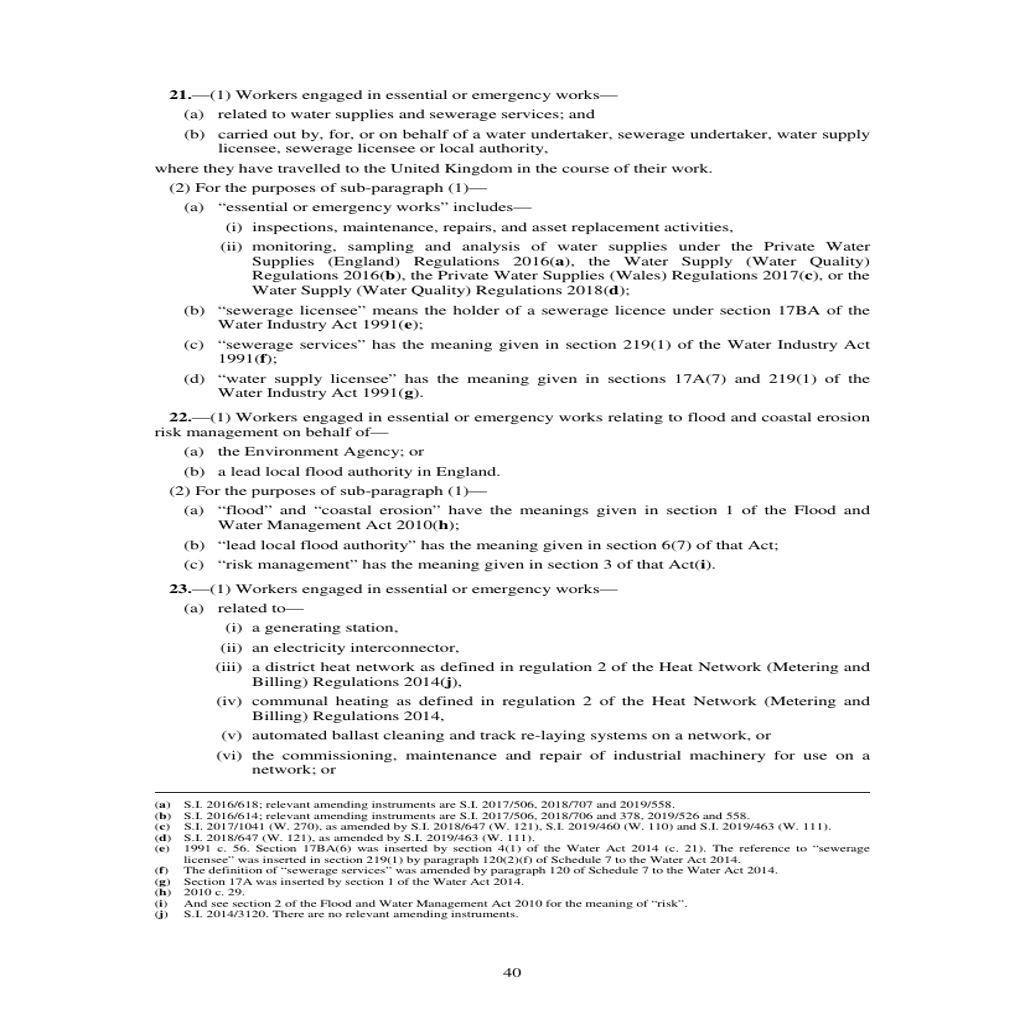 21.—(1) Workers engaged in essential or emergency works—
(a) related to water supplies and sewerage services; and
(b) carried out by, for, or on behalf of a water undertaker, sewerage undertaker, water supply
licensee, sewerage licensee or local authority,
where they have travelled to the United Kingdom in the course of their work.
(2) For the purposes of sub-paragraph (1)—
(a) “essential or emergency works” includes—
(i) inspections, maintenance, repairs, and asset replacement activities,
(ii) monitoring, sampling and analysis of water supplies under the Private Water
Supplies (England) Regulations 2016(a), the Water Supply (Water Quality)
Regulations 2016(b), the Private Water Supplies (Wales) Regulations 2017(c), or the
Water Supply (Water Quality) Regulations 2018(d);
(b) “sewerage licensee” means the holder of a sewerage licence under section 17BA of the
Water Industry Act 1991(e);
(c) “sewerage services” has the meaning given in section 219(1) of the Water Industry Act
1991(f);
(d) “water supply licensee” has the meaning given in sections 17A(7) and 219(1) of the
Water Industry Act 1991(g).
22.—(1) Workers engaged in essential or emergency works relating to flood and coastal erosion
risk management on behalf of—
(a) the Environment Agency; or
(b) a lead local flood authority in England.
(2) For the purposes of sub-paragraph (1)—
(a) “flood” and “coastal erosion” have the meanings given in section 1 of the Flood and
Water Management Act 2010(h);
(b) “lead local flood authority” has the meaning given in section 6(7) of that Act;
(c) “risk management” has the meaning given in section 3 of that Act(i).
23.—(1) Workers engaged in essential or emergency works—
(a) related to—
(i) a generating station,
(ii) an electricity interconnector,
(iii) a district heat network as defined in regulation 2 of the Heat Network (Metering and
Billing) Regulations 2014(j),
(iv) communal heating as defined in regulation 2 of the Heat Network (Metering and
Billing) Regulations 2014,
(v) automated ballast cleaning and track re-laying systems on a network, or
(vi) the commissioning, maintenance and repair of industrial machinery for use on a
network; or
(a) S.I. 2016/618; relevant amending instruments are S.I. 2017/506, 2018/707 and 2019/558.
(b) S.I. 2016/614; relevant amending instruments are S.I. 2017/506, 2018/706 and 378, 2019/526 and 558.
(c) S.I. 2017/1041 (W. 270), as amended by S.I. 2018/647 (W. 121), S.I. 2019/460 (W. 110) and S.I. 2019/463 (W. 111).
(d) S.I. 2018/647 (W. 121), as amended by S.I. 2019/463 (W. 111).
(e) 1991 c. 56. Section 17BA(6) was inserted by section 4(1) of the Water Act 2014 (c. 21). The reference to “sewerage
licensee” was inserted in section 219(1) by paragraph 120(2)(f) of Schedule 7 to the Water Act 2014.
(f) The definition of “sewerage services” was amended by paragraph 120 of Schedule 7 to the Water Act 2014.
(g) Section 17A was inserted by section 1 of the Water Act 2014.
(h) 2010 c. 29.
(i) And see section 2 of the Flood and Water Management Act 2010 for the meaning of “risk”.
(j) S.I. 2014/3120. There are no relevant amending instruments.
40